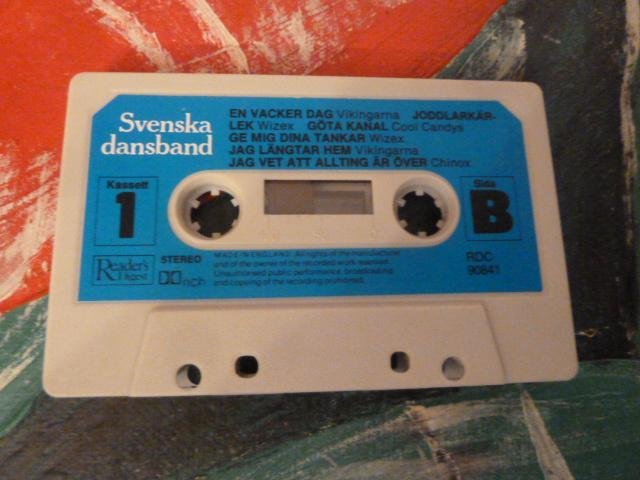 Svenska
dansband
EN VACKER DAG Vikingarna JODDLARKÄR-
LEK Wizex GÖTA KANAL Cool Candys
GE MIG DINA TANKAR Wizex
JAG LÄNGTAR HEM Vikingarna
JAG VET ATT ALLTING ÄR ÖVER Chinox
Kassett
1
Sida
B
Reader's
Digest
STEREO
nch
MADE IN ENGLAND. All rights of the manufacturer
and of the owner of the recorded work reserved.
Unauthorised public performance, broadcasting
and copying of the recording prohibited.
RDC
90841